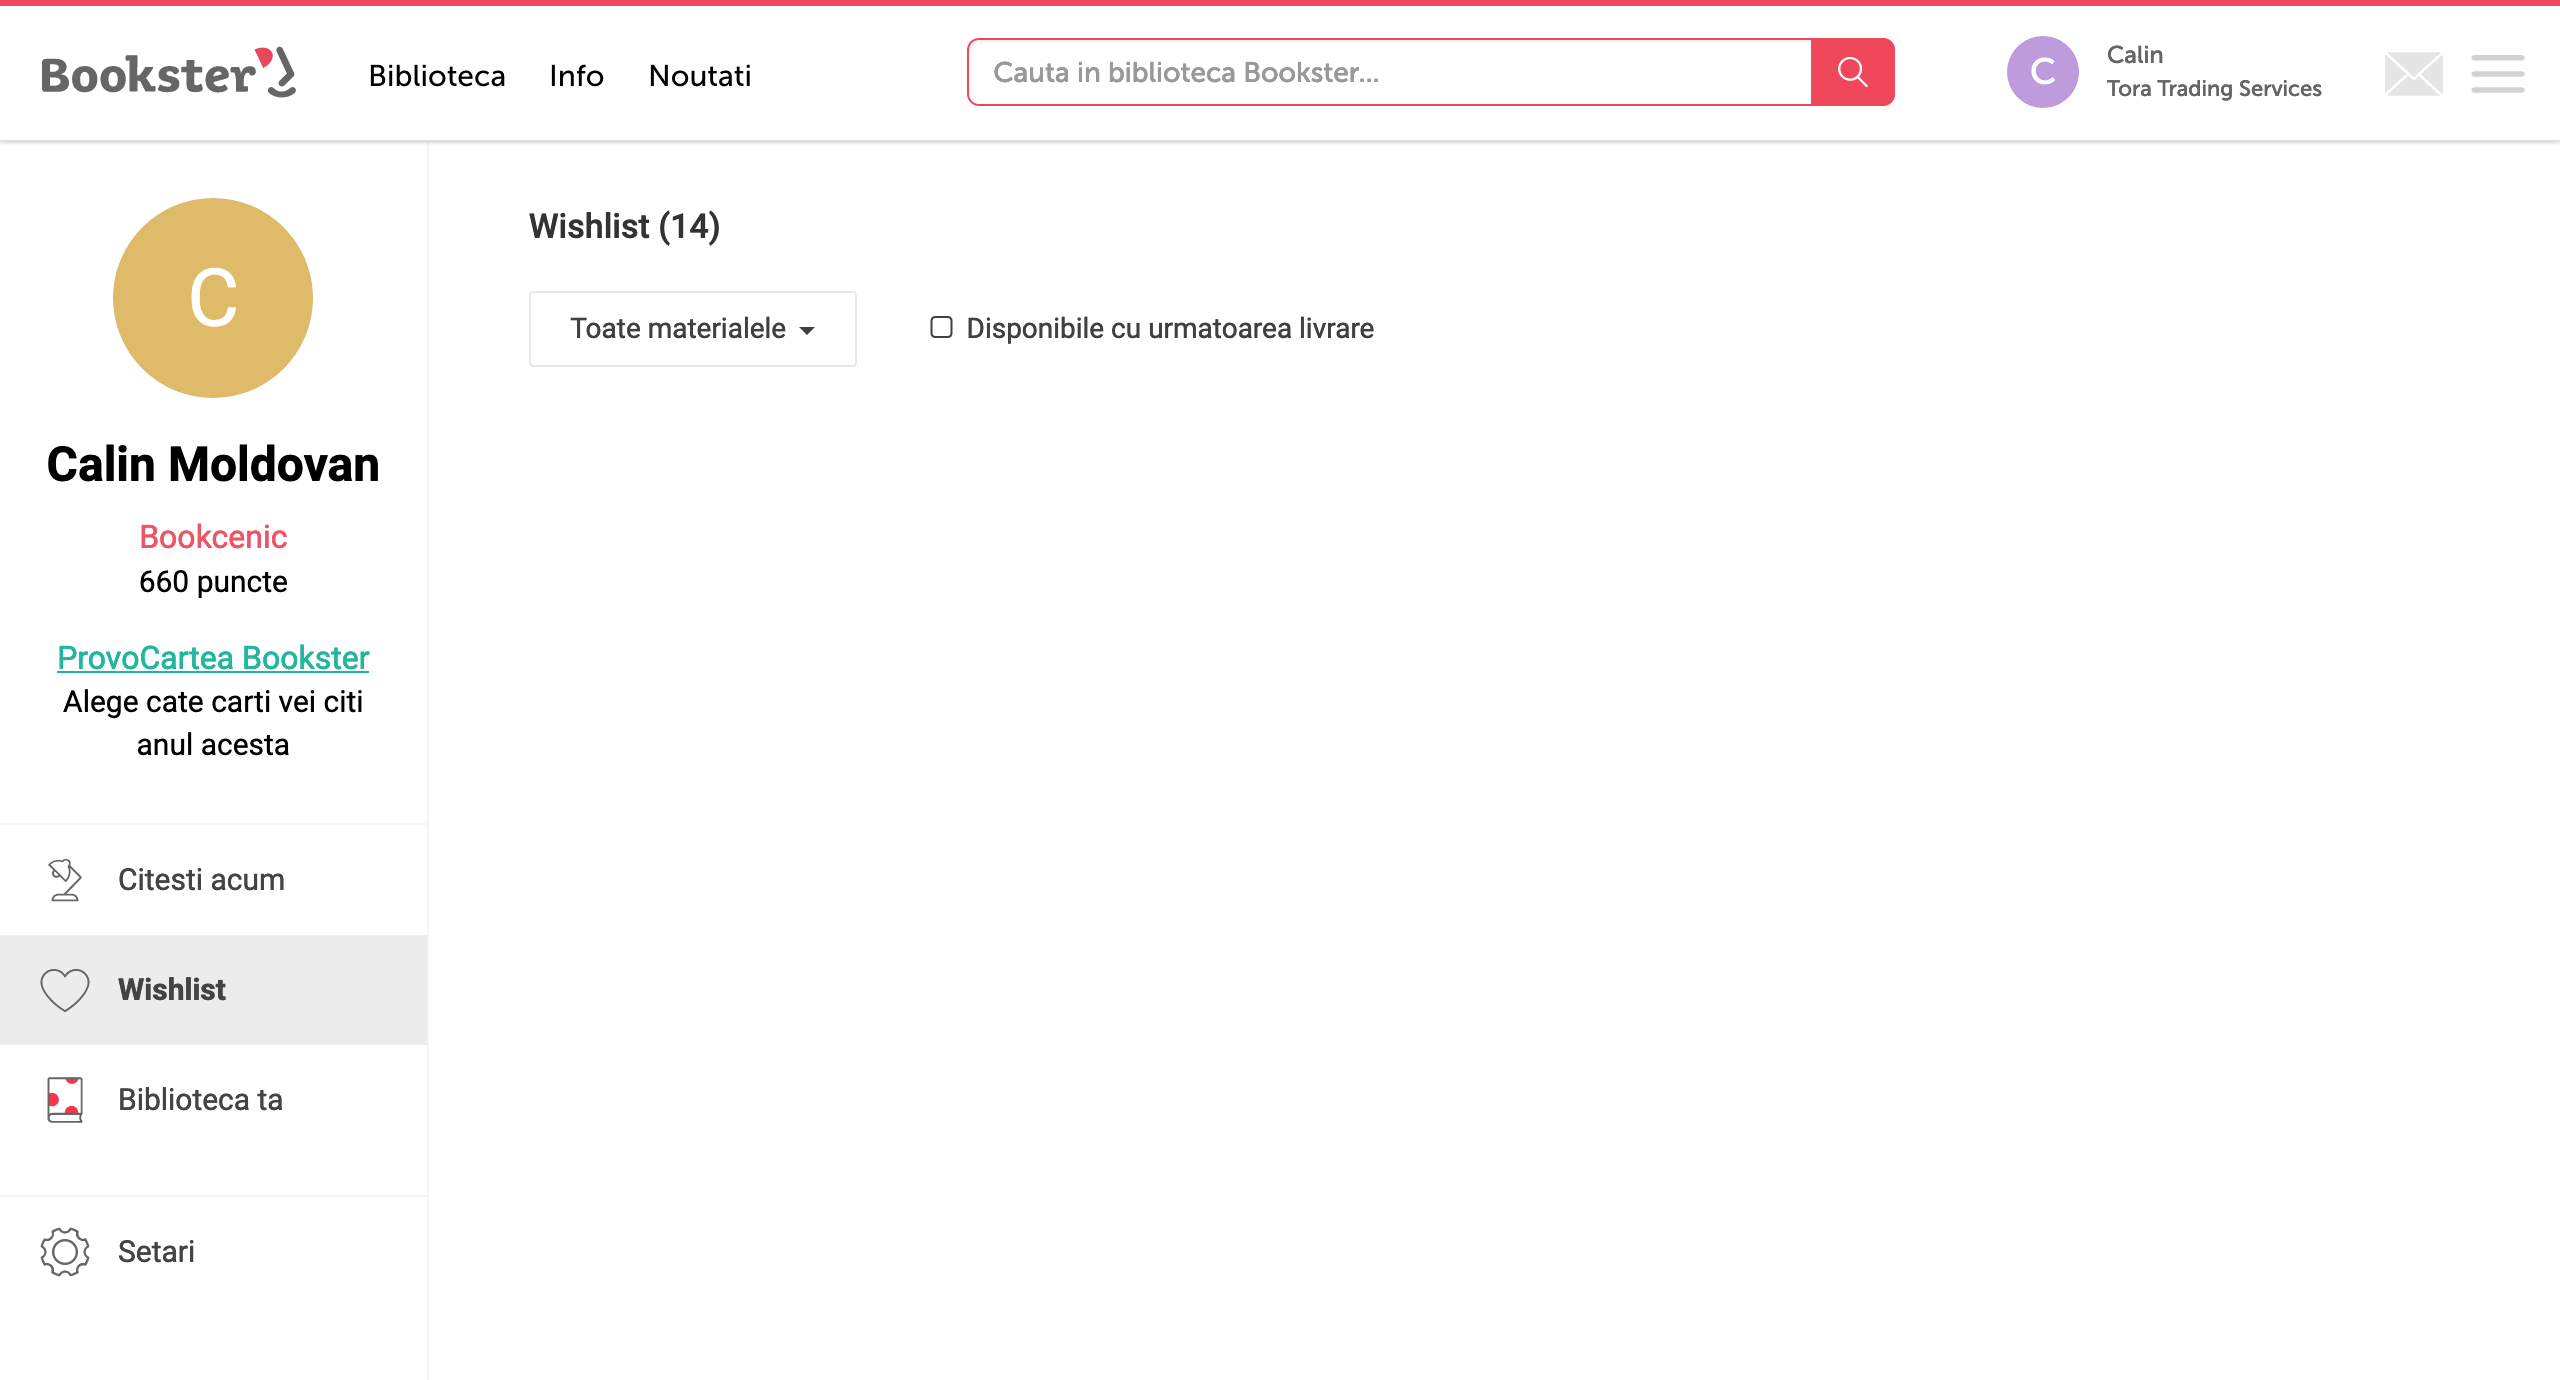 Bookster
Biblioteca
Info
Noutati
Cauta in biblioteca Bookster...
C
Calin
Tora Trading Services
C
Calin Moldovan
Bookcenic
660 puncte
ProvoCartea Bookster
Alege cate carti vei citi
anul acesta
Citesti acum
Wishlist
Biblioteca ta
Setari
Wishlist (14)
Toate materialele
Disponibile cu urmatoarea livrare